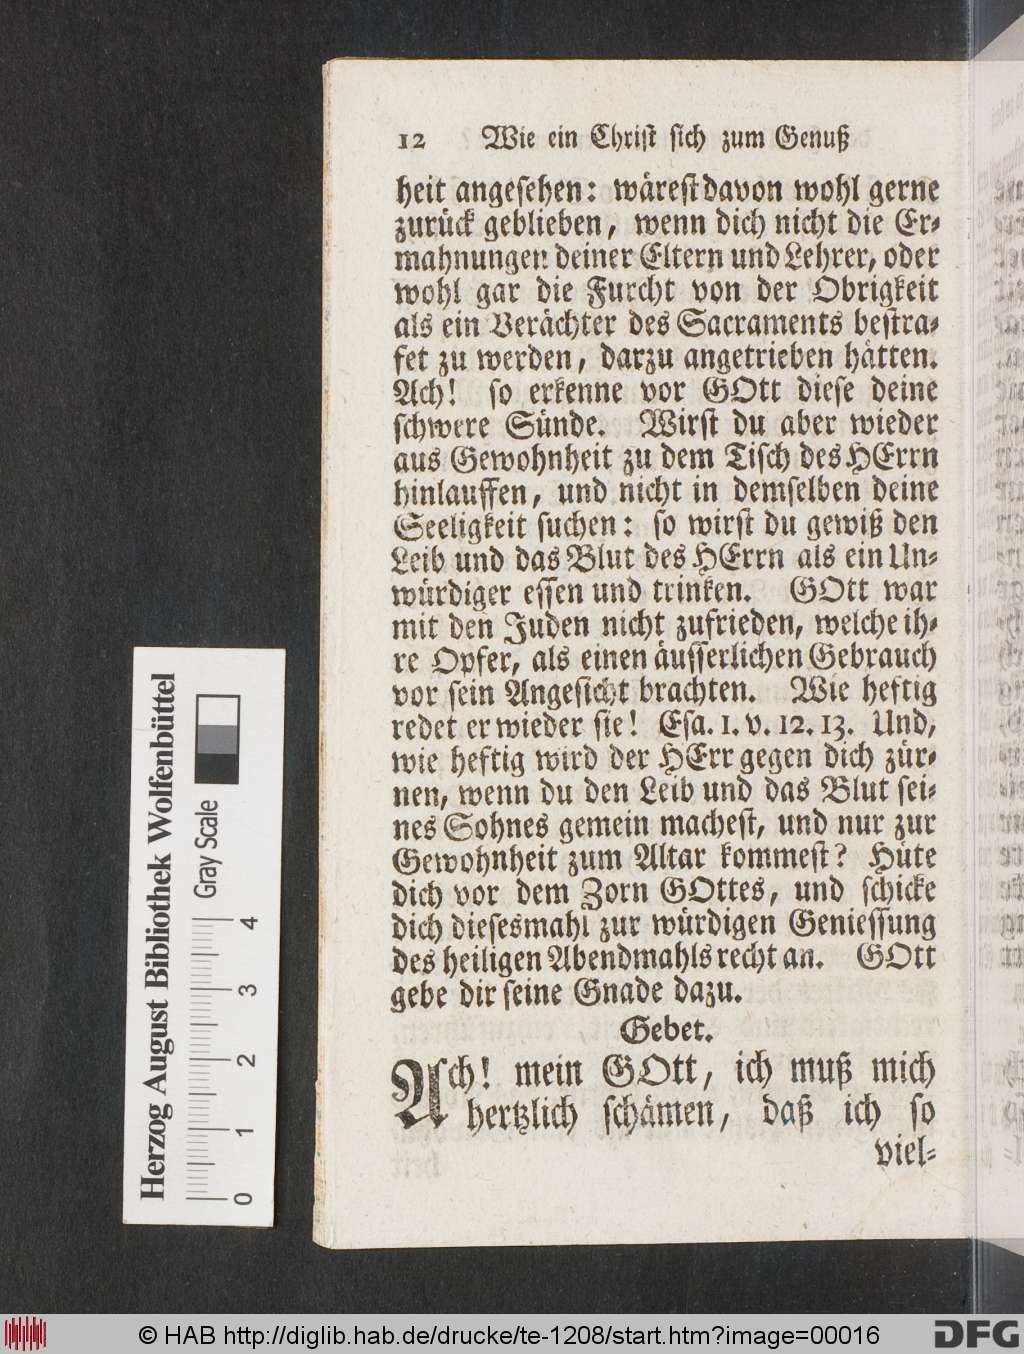 12 Wie ein Christ sich zum Genuß
heit angesehen: wärest davon wohl gerne
zurück geblieben, wenn dich nicht die Er-
mahnungen deiner Eltern und Lehrer, oder
wohl gar die Furcht von der Obrigkeit
als ein Verächter des Sacraments bestra-
fet zu werden, darzu angetrieben hätten.
Ach! so erkenne vor GOtt diese deine
schwere Sünde. Wirst du aber wieder
aus Gewohnheit zu dem Tisch des HErrn
hinlauffen, und nicht in demselben deine
Seeligkeit suchen: so wirst du gewiß den
Leib und das Blut des HErrn als ein Un-
würdiger essen und trinken. GOtt war
mit den Juden nicht zufrieden, welche ih-
re Opfer, als einen äusserlichen Gebrauch
vor sein Angesicht brachten. Wie heftig
redet er wieder sie! Esa. 1. v. 12. 13. Und,
wie heftig wird der HErr gegen dich zür-
nen, wenn du den Leib und das Blut sei-
nes Sohnes gemein machest, und nur zur
Gewohnheit zum Altar kommest? Hüte
dich vor dem Zorn GOttes, und schicke
dich diesesmahl zur würdigen Geniessung
des heiligen Abendmahls recht an. GOtt
gebe dir seine Gnade dazu.
Gebet.
Ach! mein GOtt, ich muß mich
hertzlich schämen, daß ich so
viel-
Herzog August Bibliothek Wolfenbüttel
Gray Scale
0 1 2 3 4
© HAB http://diglib.hab.de/drucke/te-1208/start.htm?image=00016
DFG